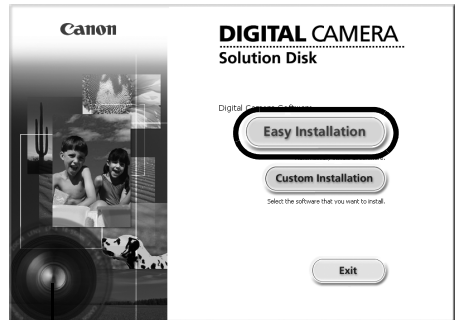 Canon
DIGITAL CAMERA
Solution Disk
Digital Camera Software
Easy Installation
Custom Installation
Select the software that you want to install.
Exit